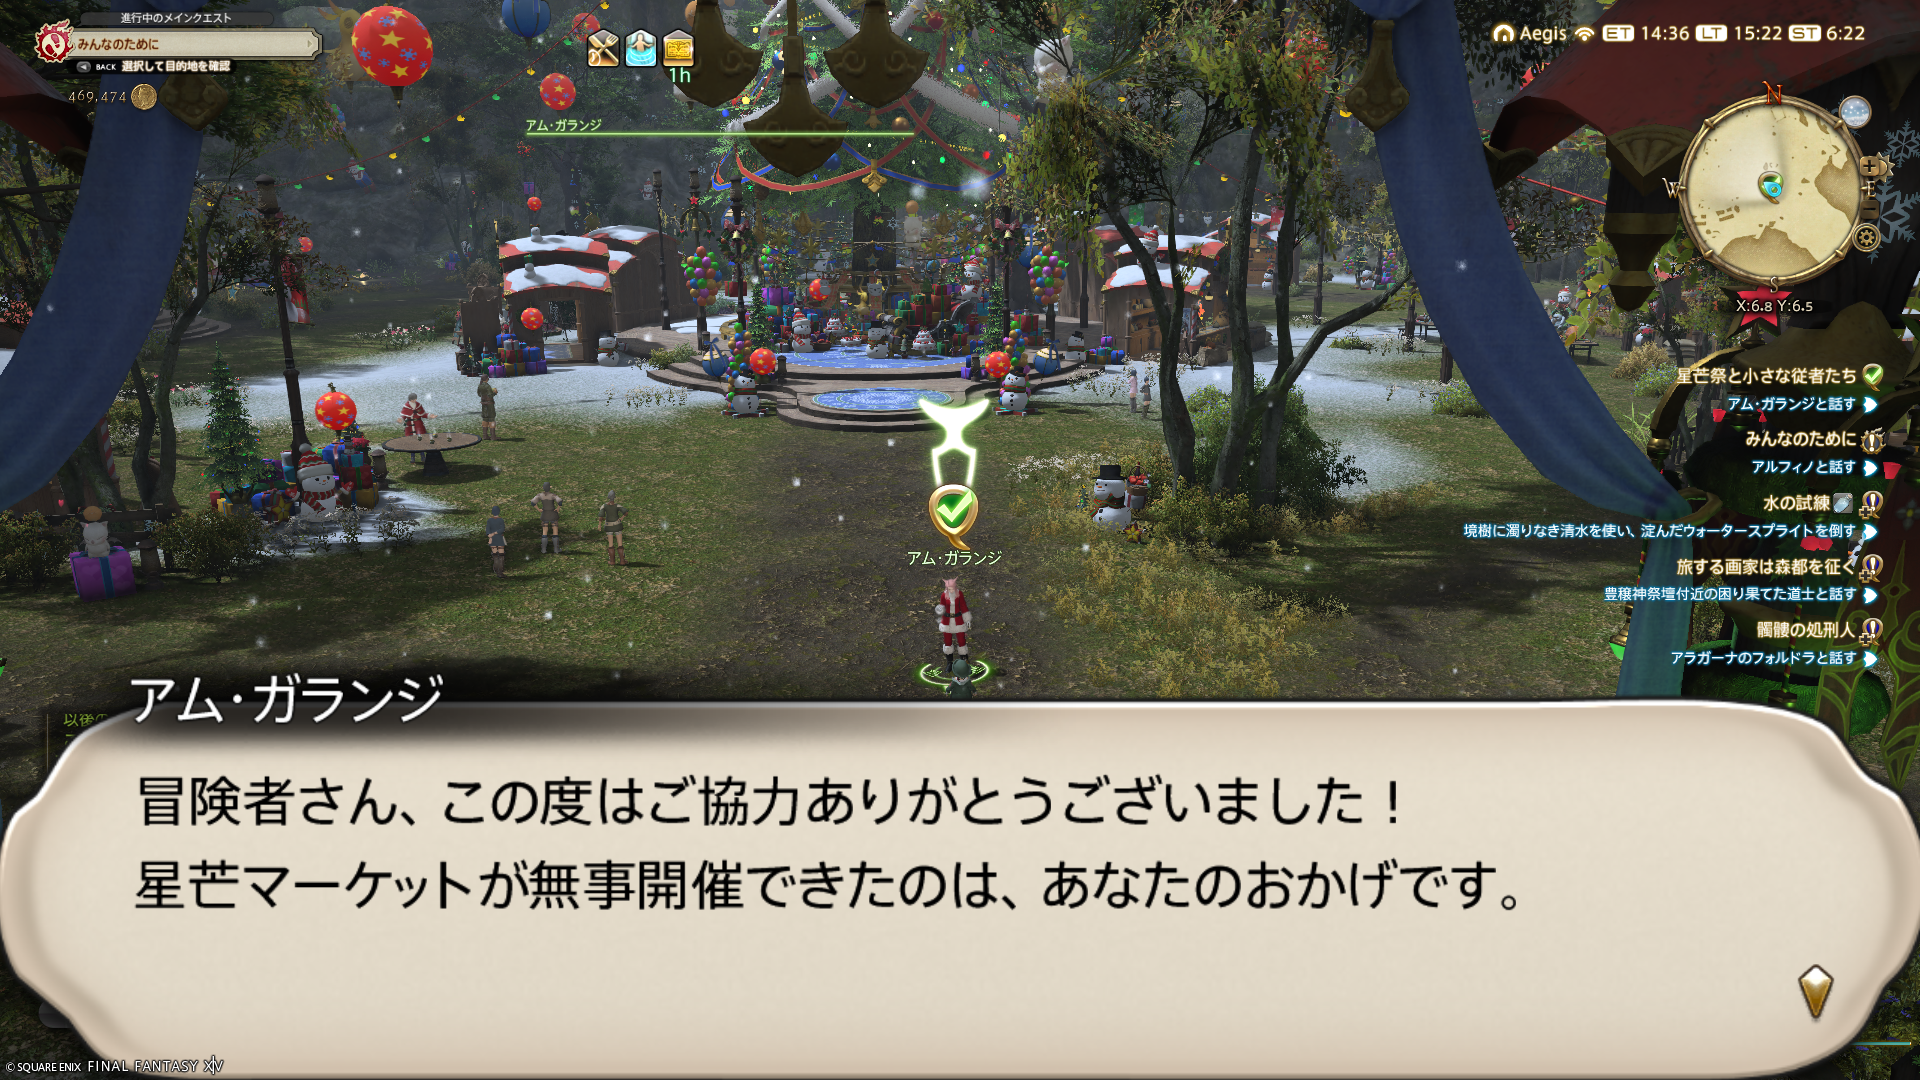 進行中のメインクエスト
みんなのために
BACK 選択して目的地を確認
469,474
1h
アム・ガランジ
Aegis ET 14:36 LT 15:22 ST 6:22
N
W
E
S
X:6.8 Y:6.5
星芒祭と小さな従者たち
アム・ガランジと話す
みんなのために
アルフィノと話す
水の試練
境樹に濁りなき清水を使い、淀んだウォータースプライトを倒す
旅する画家は森都を征く
豊穣神祭壇付近の困り果てた道士と話す
髑髏の処刑人
アラガーナのフォルドラと話す
アム・ガランジ
以後の
アム・ガランジ
冒険者さん、この度はご協力ありがとうございました！
星芒マーケットが無事開催できたのは、あなたのおかげです。
© SQUARE ENIX FINAL FANTASY XIV